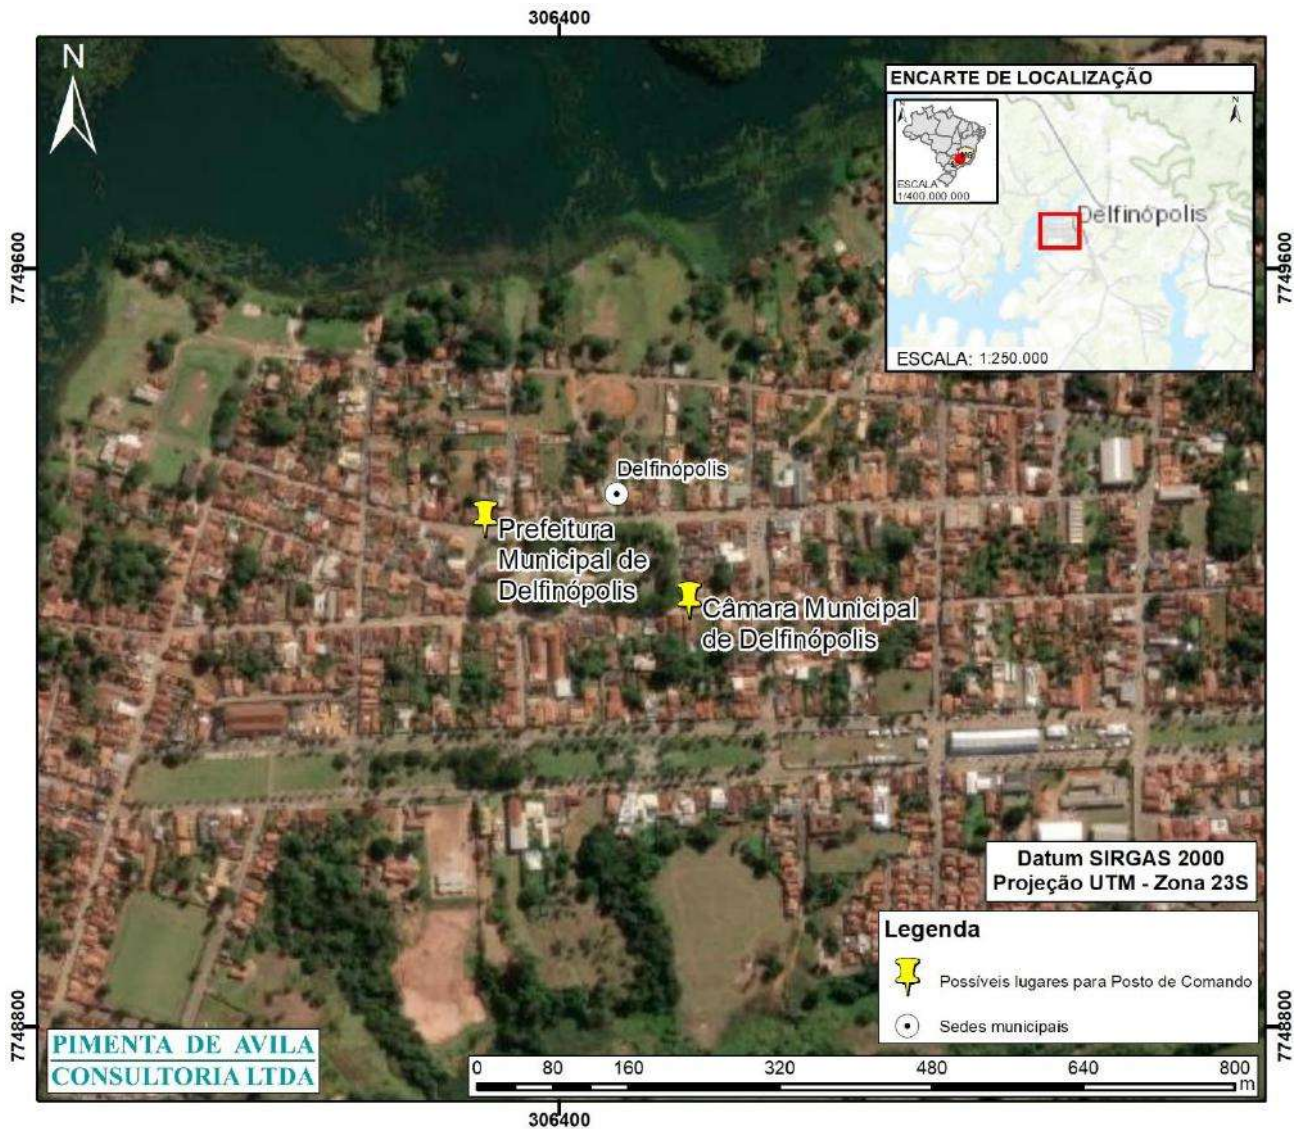 306400
N
ENCARTE DE LOCALIZAÇÃO
N
N
MG
ESCALA
1/400.000.000
Delfinópolis
ESCALA: 1:250.000
7749600
7749600
Delfinópolis
Prefeitura
Municipal de
Delfinópolis
Câmara Municipal
de Delfinópolis
Datum SIRGAS 2000
Projeção UTM - Zona 23S
Legenda
Possíveis lugares para Posto de Comando
Sedes municipais
7748800
7748800
PIMENTA DE AVILA
CONSULTORIA LTDA
0 80 160 320 480 640 800
m
306400